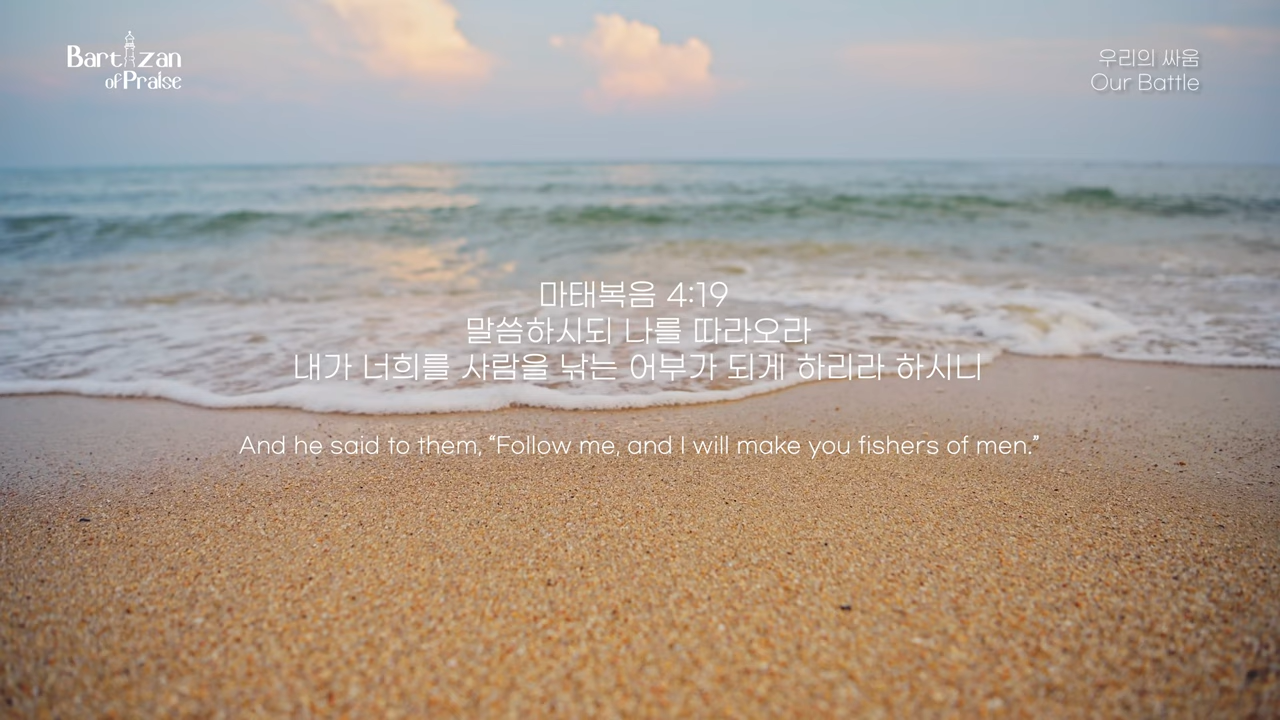 Bartizan
of Praise
우리의 싸움
Our Battle
마태복음 4:19
말씀하시되 나를 따라오라
내가 너희를 사람을 낚는 어부가 되게 하리라 하시니
And he said to them, “Follow me, and I will make you fishers of men.”